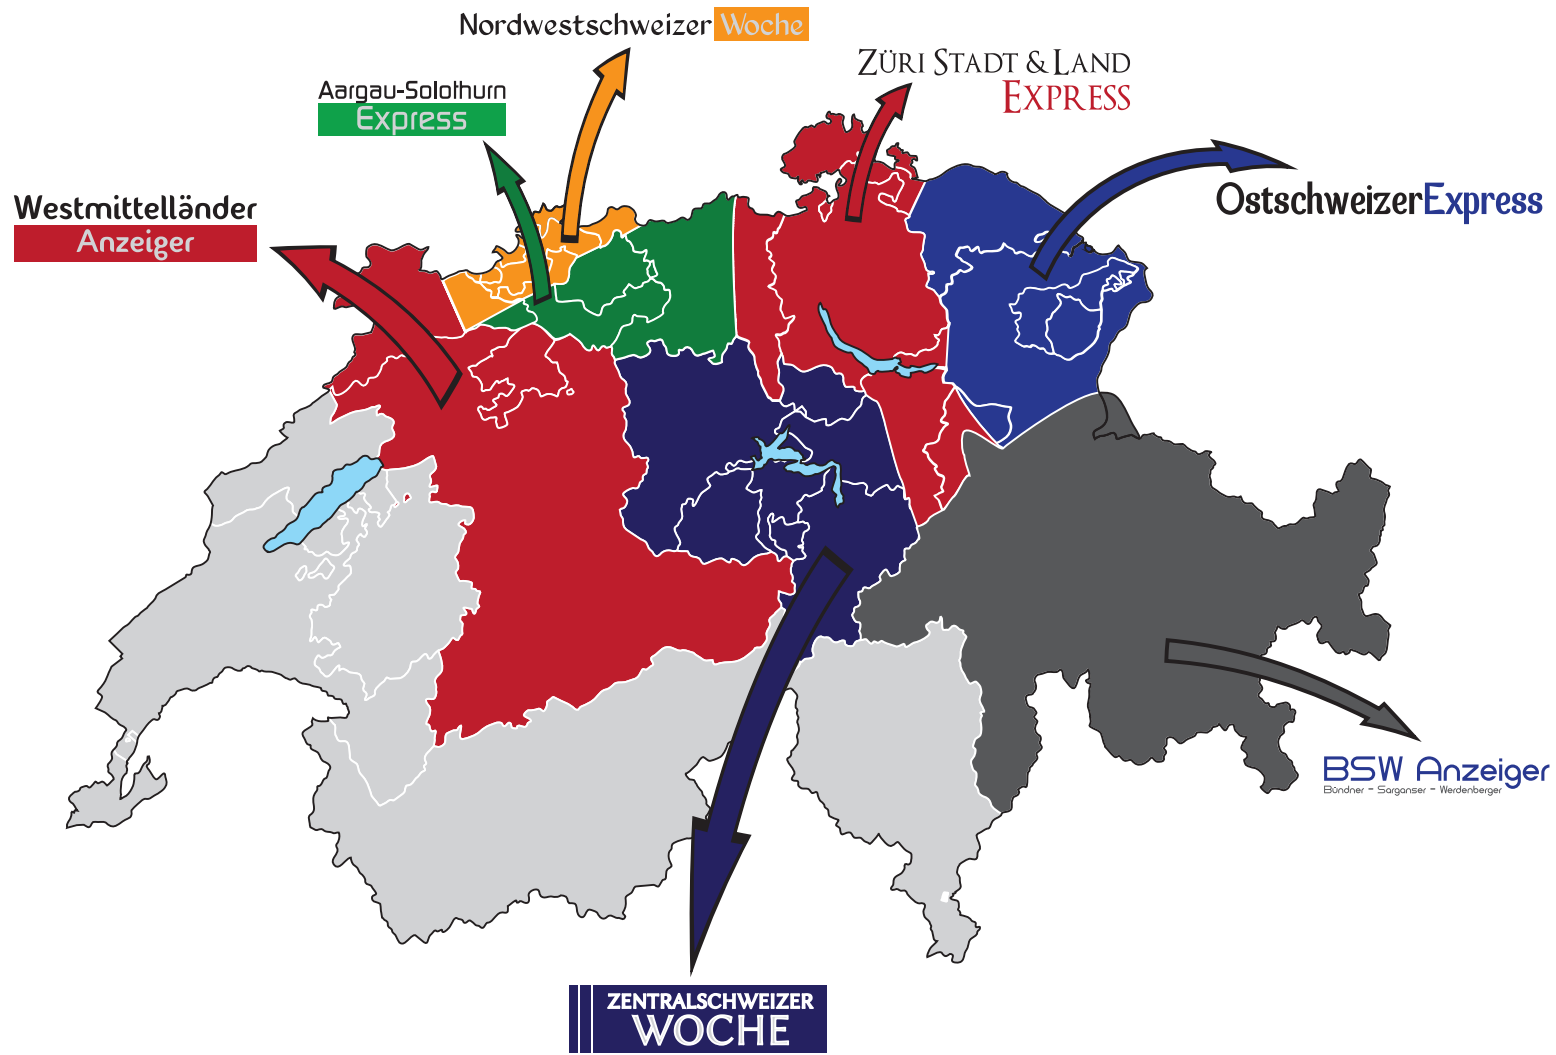 Nordwestschweizer Woche
ZÜRI STADT & LAND
EXPRESS
Aargau-Solothurn
Express
Westmittelländer
Anzeiger
OstschweizerExpress
BSW Anzeiger
Bündner - Sarganser - Werdenberger
ZENTRALSCHWEIZER
WOCHE